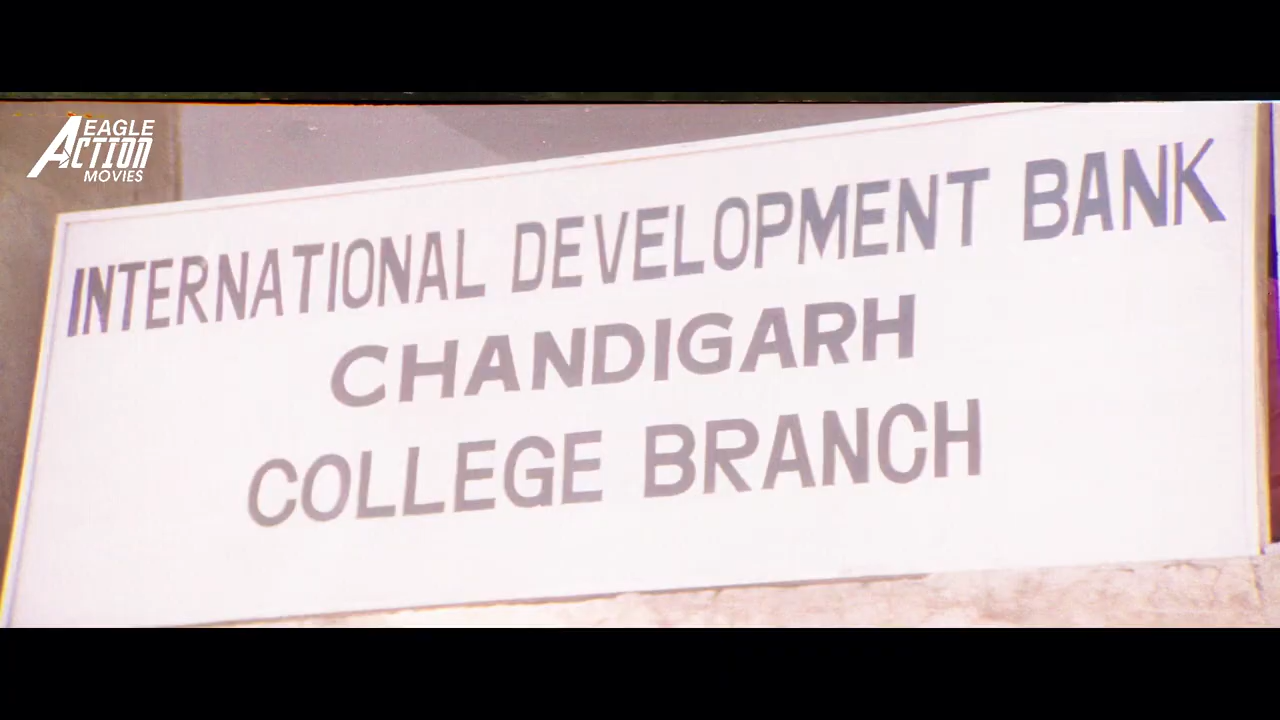 EAGLE
ACTION
MOVIES
INTERNATIONAL DEVELOPMENT BANK
CHANDIGARH
COLLEGE BRANCH